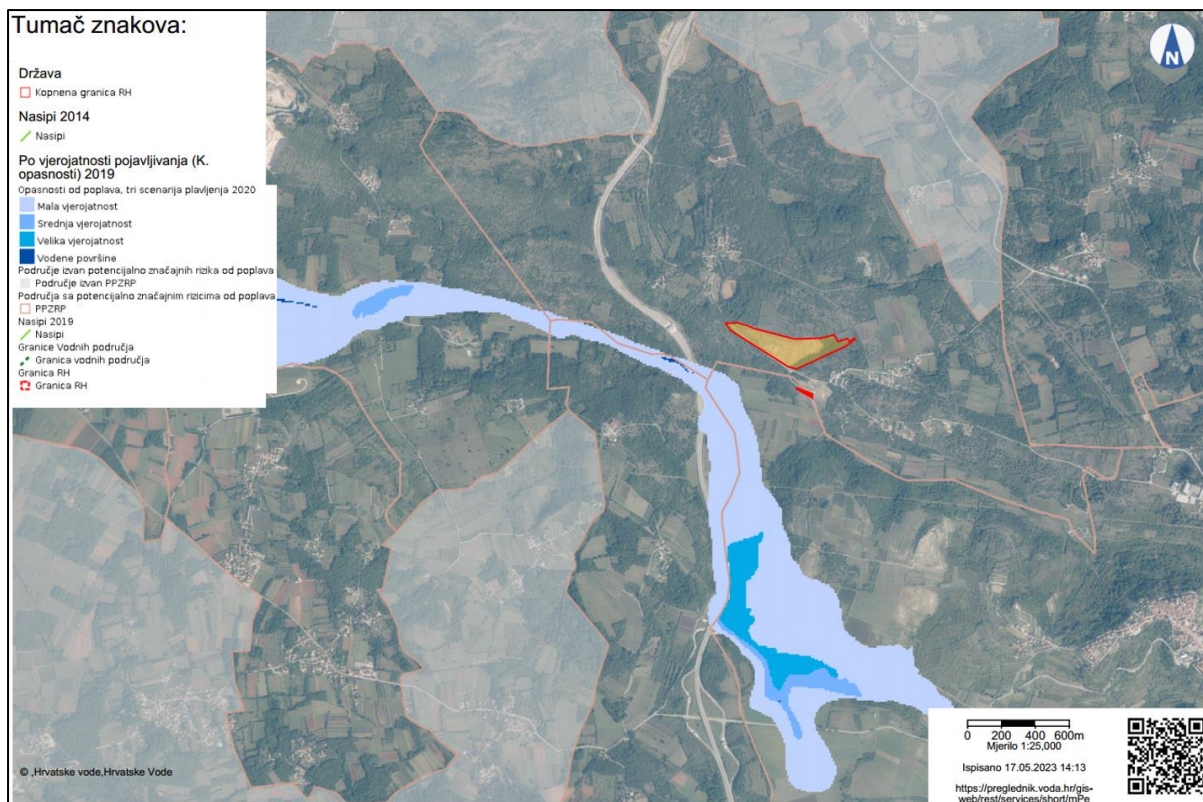 Tumač znakova:
Država
Kopnena granica RH
Nasipi 2014
Nasipi
Po vjerojatnosti pojavljivanja (K.
opasnosti) 2019
Opasnosti od poplava, tri scenarija plavljenja 2020
Mala vjerojatnost
Srednja vjerojatnost
Velika vjerojatnost
Vodene površine
Područje izvan potencijalno značajnih rizika od poplava
Područje izvan PPZRP
Područja sa potencijalno značajnim rizicima od poplava
PPZRP
Nasipi 2019
Nasipi
Granice Vodnih područja
Granica vodnih područja
Granica RH
Granica RH
N
0 200 400 600m
Mjerilo 1:25,000
Ispisano 17.05.2023 14:13
https://preglednik.voda.hr/gis-
web/rest/services/short/mPe
© ,Hrvatske vode,Hrvatske Vode